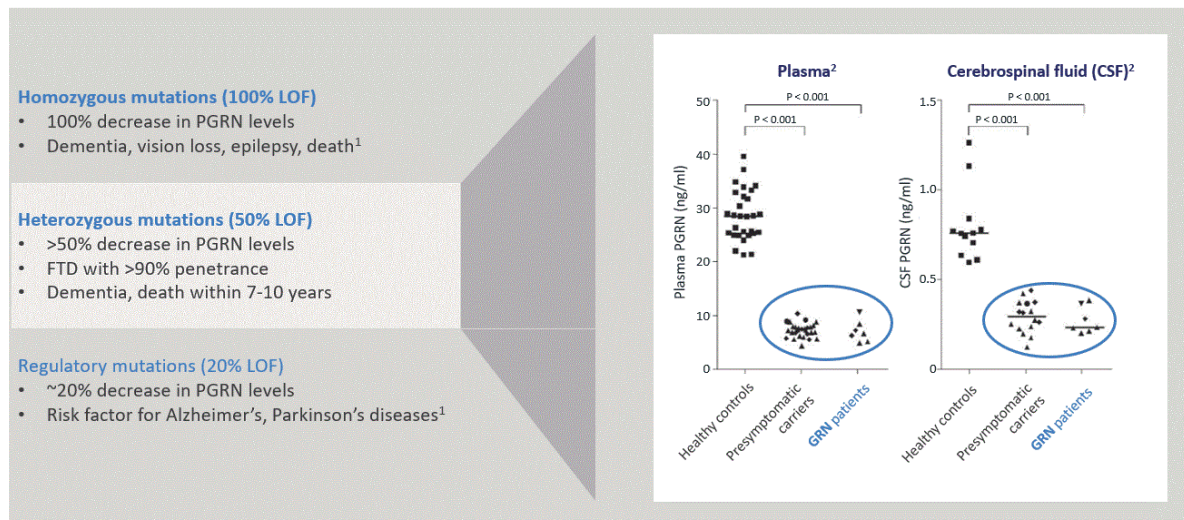 Homozygous mutations (100% LOF)
• 100% decrease in PGRN levels
• Dementia, vision loss, epilepsy, death1
Heterozygous mutations (50% LOF)
• >50% decrease in PGRN levels
• FTD with >90% penetrance
• Dementia, death within 7-10 years
Regulatory mutations (20% LOF)
• ~20% decrease in PGRN levels
• Risk factor for Alzheimer’s, Parkinson’s diseases1
Plasma2
P < 0.001
P < 0.001
Plasma PGRN (ng/ml)
50
40
30
20
10
0
Healthy controls
Presymptomatic
carriers
GRN patients
Cerebrospinal fluid (CSF)2
P < 0.001
P < 0.001
CSF PGRN (ng/ml)
1.5
1.0
0.5
0
Healthy controls
Presymptomatic
carriers
GRN patients